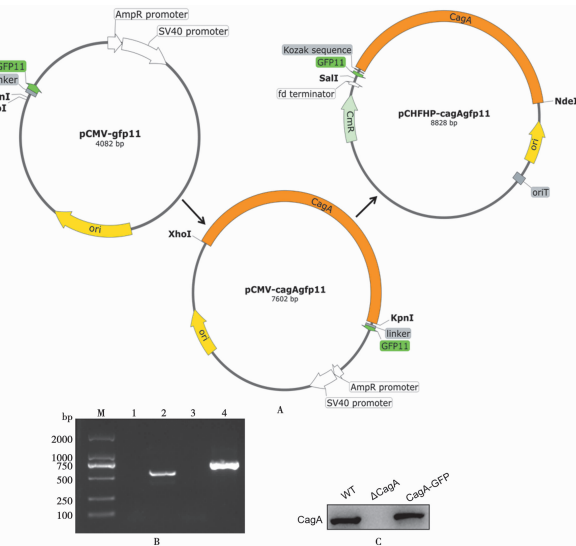 AmpR promoter
SV40 promoter
GFP11
pCMV-gfp11
4082 bp
ori
CagA
Kozak sequence
GFP11
SalI
fd terminator
CmR
pCHFHP-cagAgfp11
8828 bp
NdeI
ori
oriT
CagA
XhoI
pCMV-cagAgfp11
7602 bp
KpnI
linker
GFP11
ori
AmpR promoter
SV40 promoter
A
bp M 1 2 3 4
2000
1000
750
500
250
100
B
WT ΔCagA CagA-GFP
CagA
C